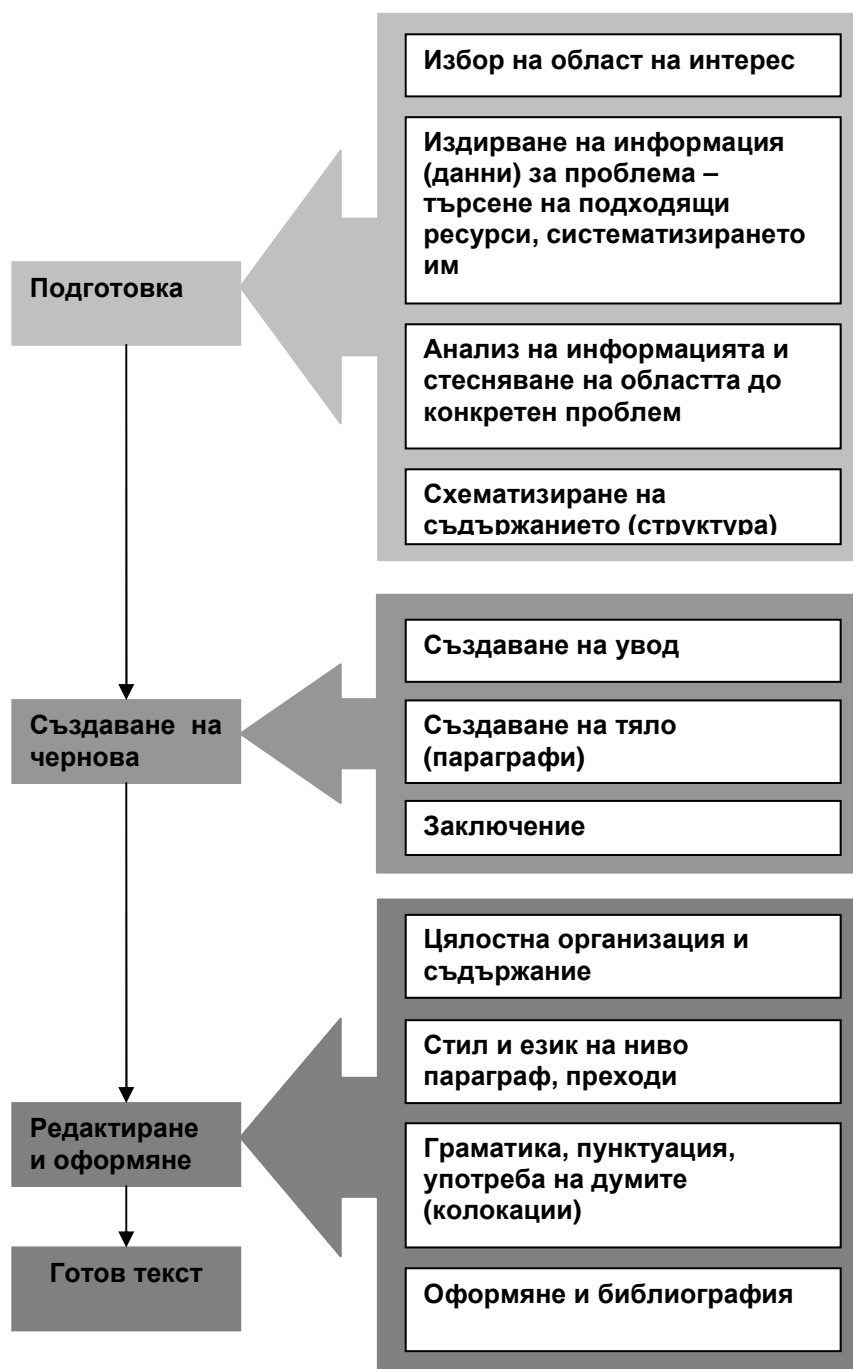 Избор на област на интерес
Издирване на информация
(данни) за проблема –
търсене на подходящи
ресурси, систематизирането
им
Подготовка
Анализ на информацията и
стесняване на областта до
конкретен проблем
Схематизиране на
съдържанието (структура)
Създаване на увод
Създаване на
чернова
Създаване на тяло
(параграфи)
Заключение
Цялостна организация и
съдържание
Стил и език на ниво
параграф, преходи
Редактиране
и оформяне
Граматика, пунктуация,
употреба на думите
(колокации)
Готов текст
Оформяне и библиография